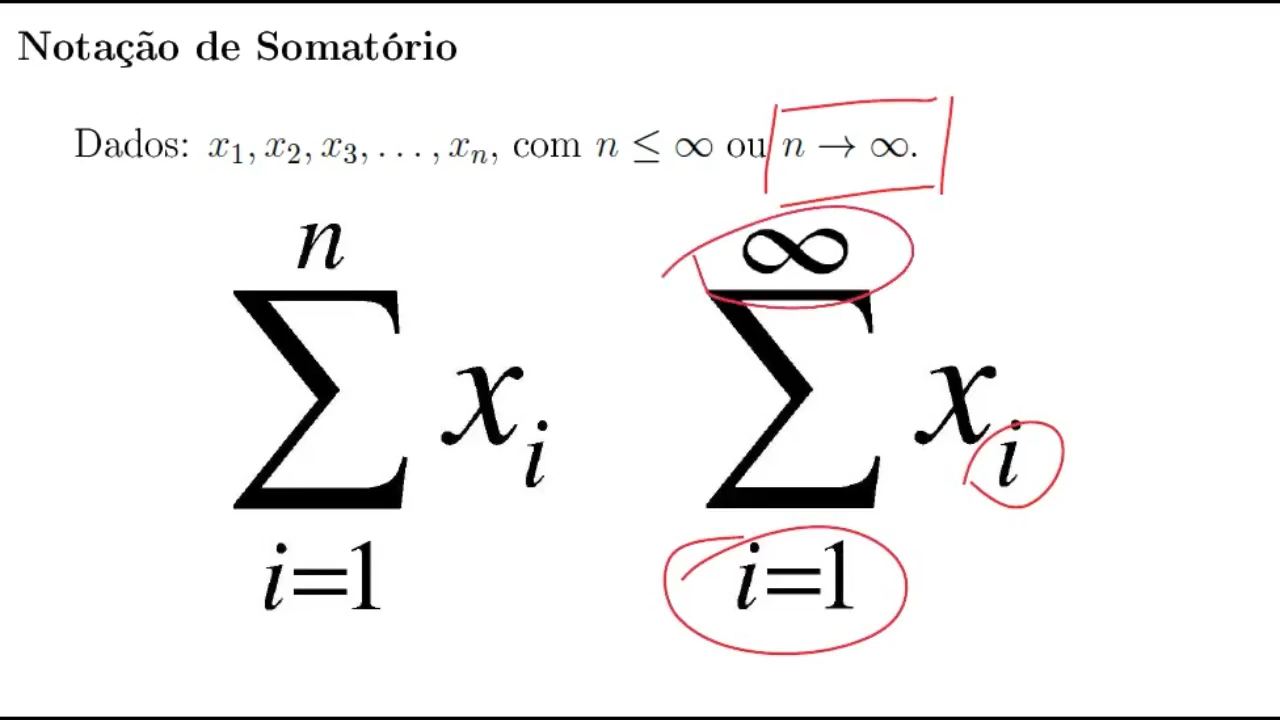 Notação de Somatório
Dados: x₁, x₂, x₃, . . . , xₙ, com n ≤ ∞ ou n → ∞.
n ∞
∑ xᵢ ∑ xᵢ
i=1 i=1